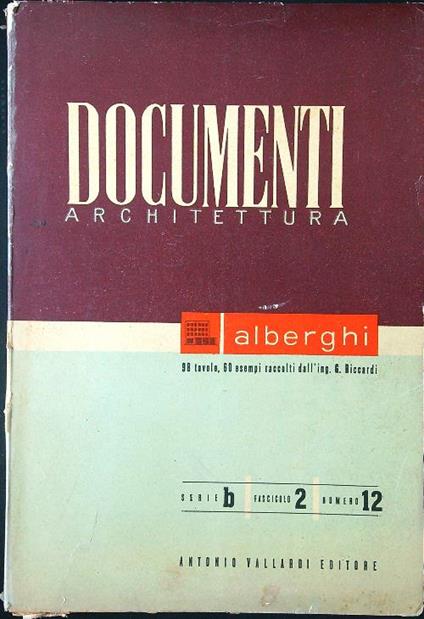 DOCUMENTI
ARCHITETTURA
alberghi
98 tavole, 60 esempi raccolti dall'ing. G. Riccardi
SERIE b FASCICOLO 2 NUMERO 12
ANTONIO VALLARDI EDITORE